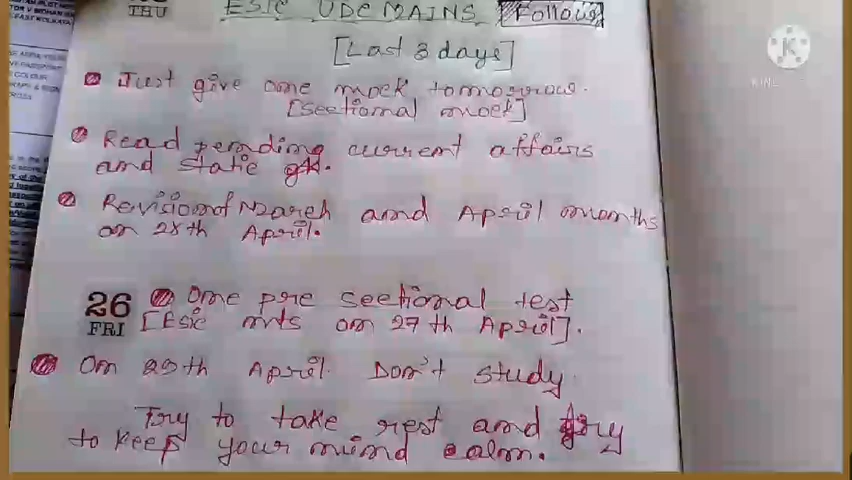 THU
ESIC UDC MAINS Follow
[Last 3 days]
Just give one mock tomorrow.
[Sectional mock]
Read pending current affairs
and static gk.
Revision of March and April months
on 28th April.
26
FRI
One pre sectional test
[Esic mts on 27th April].
On 29th April Don't study
Try to take rest and try
to keep your mind calm.
K